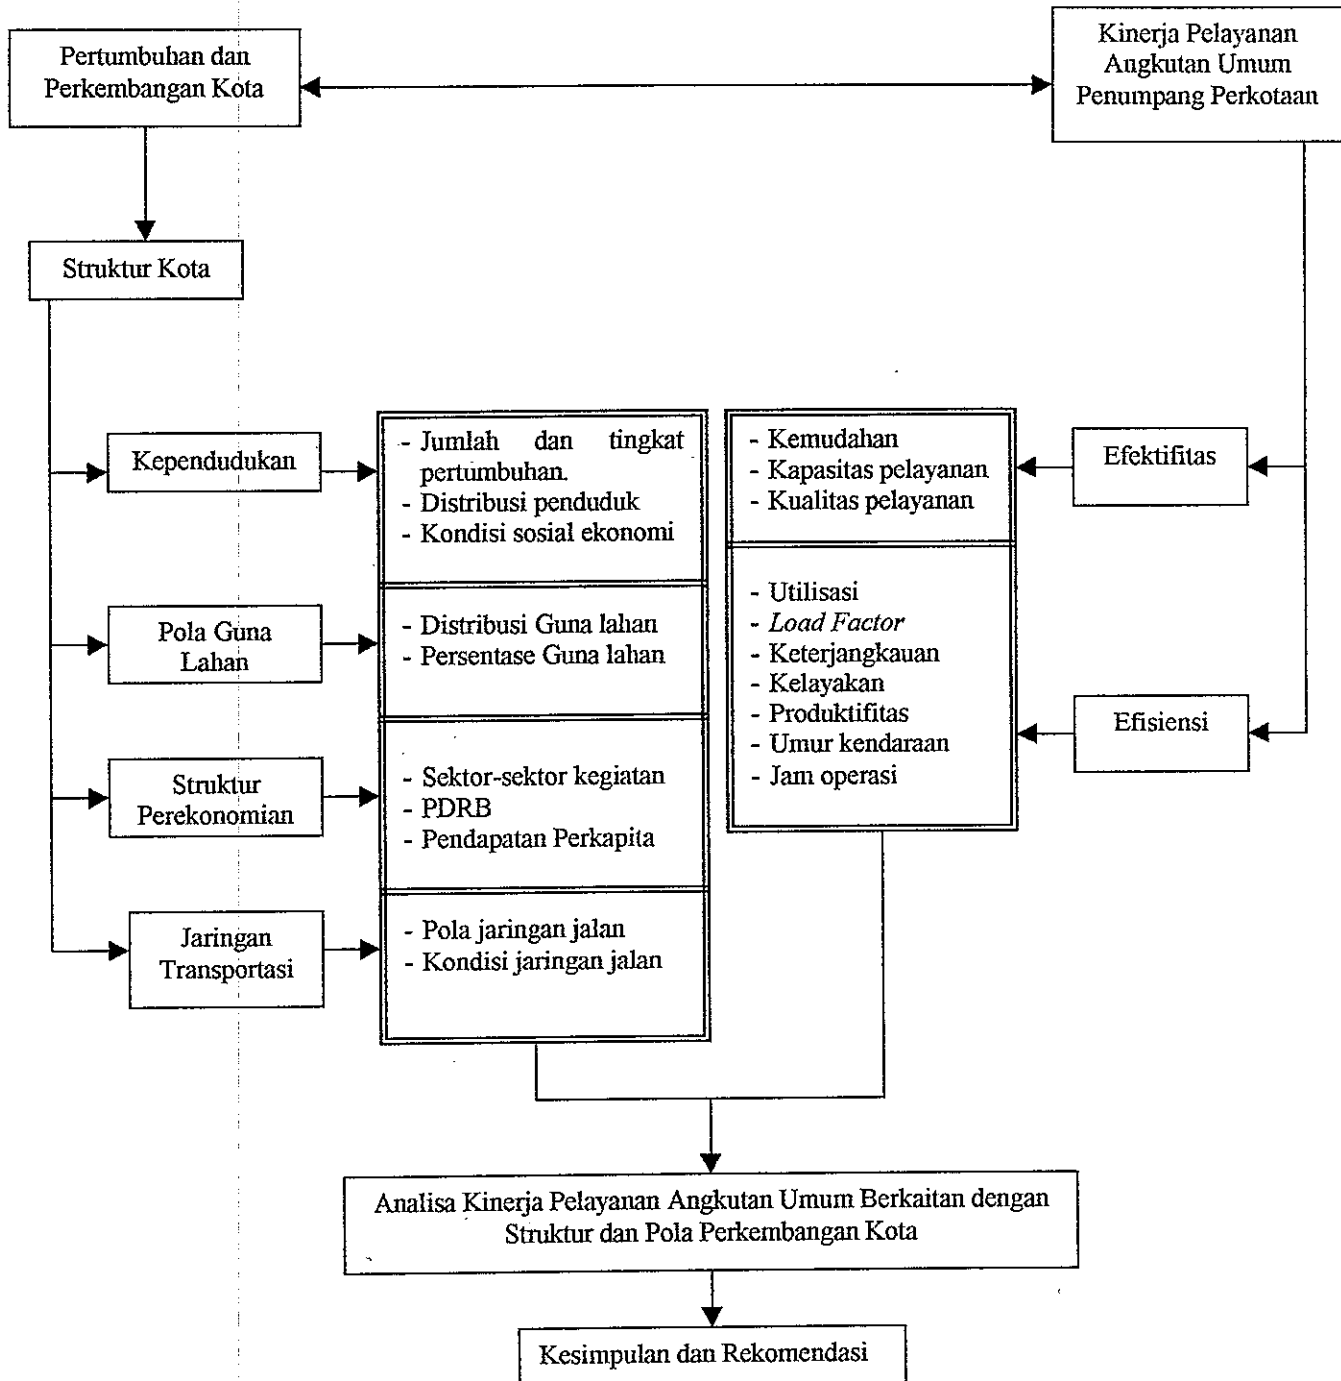 Pertumbuhan dan
Perkembangan Kota
Kinerja Pelayanan
Angkutan Umum
Penumpang Perkotaan
Struktur Kota
Kependudukan
- Jumlah dan tingkat
pertumbuhan.
- Distribusi penduduk
- Kondisi sosial ekonomi
Pola Guna
Lahan
- Distribusi Guna lahan
- Persentase Guna lahan
Struktur
Perekonomian
- Sektor-sektor kegiatan
- PDRB
- Pendapatan Perkapita
Jaringan
Transportasi
- Pola jaringan jalan
- Kondisi jaringan jalan
- Kemudahan
- Kapasitas pelayanan
- Kualitas pelayanan
Efektifitas
- Utilisasi
- Load Factor
- Keterjangkauan
- Kelayakan
- Produktifitas
- Umur kendaraan
- Jam operasi
Efisiensi
Analisa Kinerja Pelayanan Angkutan Umum Berkaitan dengan
Struktur dan Pola Perkembangan Kota
Kesimpulan dan Rekomendasi